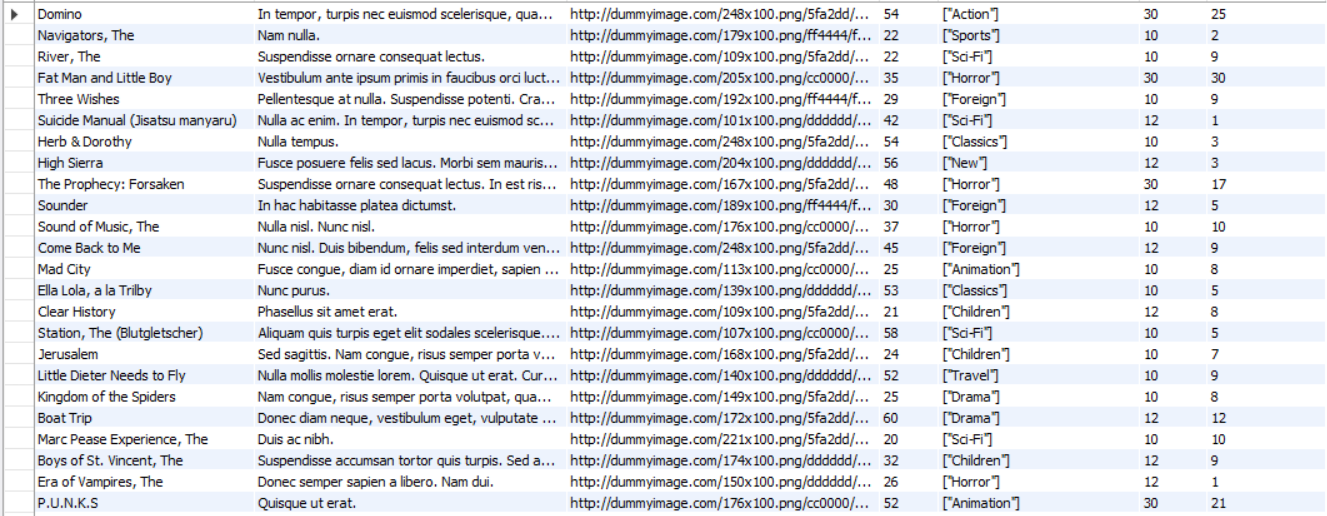 Domino In tempor, turpis nec euismod scelerisque, qua... http://dummyimage.com/248x100.png/5fa2dd/... 54 ["Action"] 30 25
Navigators, The Nam nulla. http://dummyimage.com/179x100.png/ff4444/f... 22 ["Sports"] 10 2
River, The Suspendisse ornare consequat lectus. http://dummyimage.com/109x100.png/5fa2dd/... 22 ["Sci-Fi"] 10 9
Fat Man and Little Boy Vestibulum ante ipsum primis in faucibus orci luct... http://dummyimage.com/205x100.png/cc0000/... 35 ["Horror"] 30 30
Three Wishes Pellentesque at nulla. Suspendisse potenti. Cra... http://dummyimage.com/192x100.png/ff4444/f... 29 ["Foreign"] 10 9
Suicide Manual (Jisatsu manyaru) Nulla ac enim. In tempor, turpis nec euismod sc... http://dummyimage.com/101x100.png/dddddd/... 42 ["Sci-Fi"] 12 1
Herb & Dorothy Nulla tempus. http://dummyimage.com/248x100.png/5fa2dd/... 54 ["Classics"] 10 3
High Sierra Fusce posuere felis sed lacus. Morbi sem mauris... http://dummyimage.com/204x100.png/dddddd/... 56 ["New"] 12 3
The Prophecy: Forsaken Suspendisse ornare consequat lectus. In est ris... http://dummyimage.com/167x100.png/5fa2dd/... 48 ["Horror"] 30 17
Sounder In hac habitasse platea dictumst. http://dummyimage.com/189x100.png/ff4444/f... 30 ["Foreign"] 12 5
Sound of Music, The Nulla nisl. Nunc nisl. http://dummyimage.com/176x100.png/cc0000/... 37 ["Horror"] 10 10
Come Back to Me Nunc nisl. Duis bibendum, felis sed interdum ven... http://dummyimage.com/248x100.png/5fa2dd/... 45 ["Foreign"] 12 9
Mad City Fusce congue, diam id ornare imperdiet, sapien ... http://dummyimage.com/113x100.png/cc0000/... 25 ["Animation"] 10 8
Ella Lola, a la Trilby Nunc purus. http://dummyimage.com/139x100.png/dddddd/... 53 ["Classics"] 10 5
Clear History Phasellus sit amet erat. http://dummyimage.com/109x100.png/5fa2dd/... 21 ["Children"] 12 8
Station, The (Blutgletscher) Aliquam quis turpis eget elit sodales scelerisque.... http://dummyimage.com/107x100.png/cc0000/... 58 ["Sci-Fi"] 10 5
Jerusalem Sed sagittis. Nam congue, risus semper porta v... http://dummyimage.com/168x100.png/5fa2dd/... 24 ["Children"] 10 7
Little Dieter Needs to Fly Nulla mollis molestie lorem. Quisque ut erat. Cur... http://dummyimage.com/140x100.png/dddddd/... 52 ["Travel"] 10 9
Kingdom of the Spiders Nam congue, risus semper porta volutpat, qua... http://dummyimage.com/149x100.png/5fa2dd/... 25 ["Drama"] 10 8
Boat Trip Donec diam neque, vestibulum eget, vulputate ... http://dummyimage.com/172x100.png/5fa2dd/... 60 ["Drama"] 12 12
Marc Pease Experience, The Duis ac nibh. http://dummyimage.com/221x100.png/5fa2dd/... 20 ["Sci-Fi"] 10 10
Boys of St. Vincent, The Suspendisse accumsan tortor quis turpis. Sed a... http://dummyimage.com/174x100.png/dddddd/... 32 ["Children"] 12 9
Era of Vampires, The Donec semper sapien a libero. Nam dui. http://dummyimage.com/150x100.png/dddddd/... 26 ["Horror"] 12 1
P.U.N.K.S Quisque ut erat. http://dummyimage.com/176x100.png/cc0000/... 52 ["Animation"] 30 21